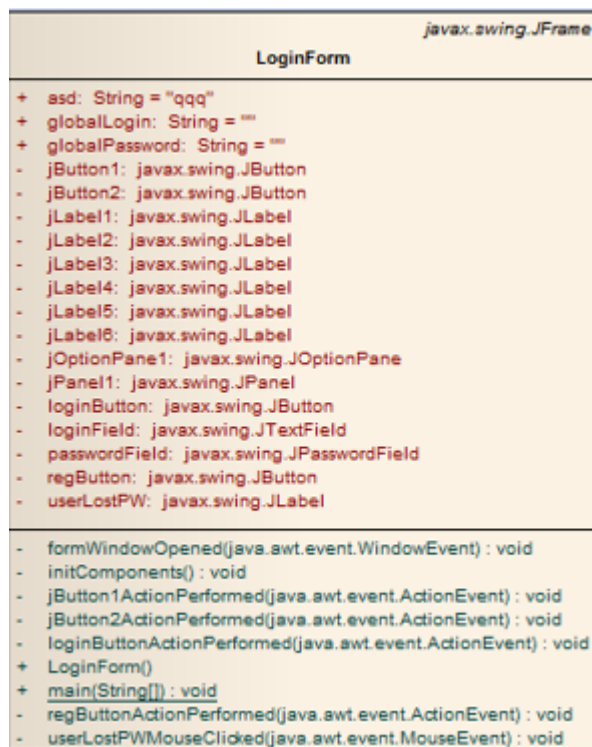 javax.swing.JFrame
LoginForm
+ asd: String = "qqq"
+ globalLogin: String = ""
+ globalPassword: String = ""
- jButton1: javax.swing.JButton
- jButton2: javax.swing.JButton
- jLabel1: javax.swing.JLabel
- jLabel2: javax.swing.JLabel
- jLabel3: javax.swing.JLabel
- jLabel4: javax.swing.JLabel
- jLabel5: javax.swing.JLabel
- jLabel6: javax.swing.JLabel
- jOptionPane1: javax.swing.JOptionPane
- jPanel1: javax.swing.JPanel
- loginButton: javax.swing.JButton
- loginField: javax.swing.JTextField
- passwordField: javax.swing.JPasswordField
- regButton: javax.swing.JButton
- userLostPW: javax.swing.JLabel
- formWindowOpened(java.awt.event.WindowEvent) : void
- initComponents() : void
- jButton1ActionPerformed(java.awt.event.ActionEvent) : void
- jButton2ActionPerformed(java.awt.event.ActionEvent) : void
- loginButtonActionPerformed(java.awt.event.ActionEvent) : void
+ LoginForm()
+ main(String[]) : void
- regButtonActionPerformed(java.awt.event.ActionEvent) : void
- userLostPWMouseClicked(java.awt.event.MouseEvent) : void